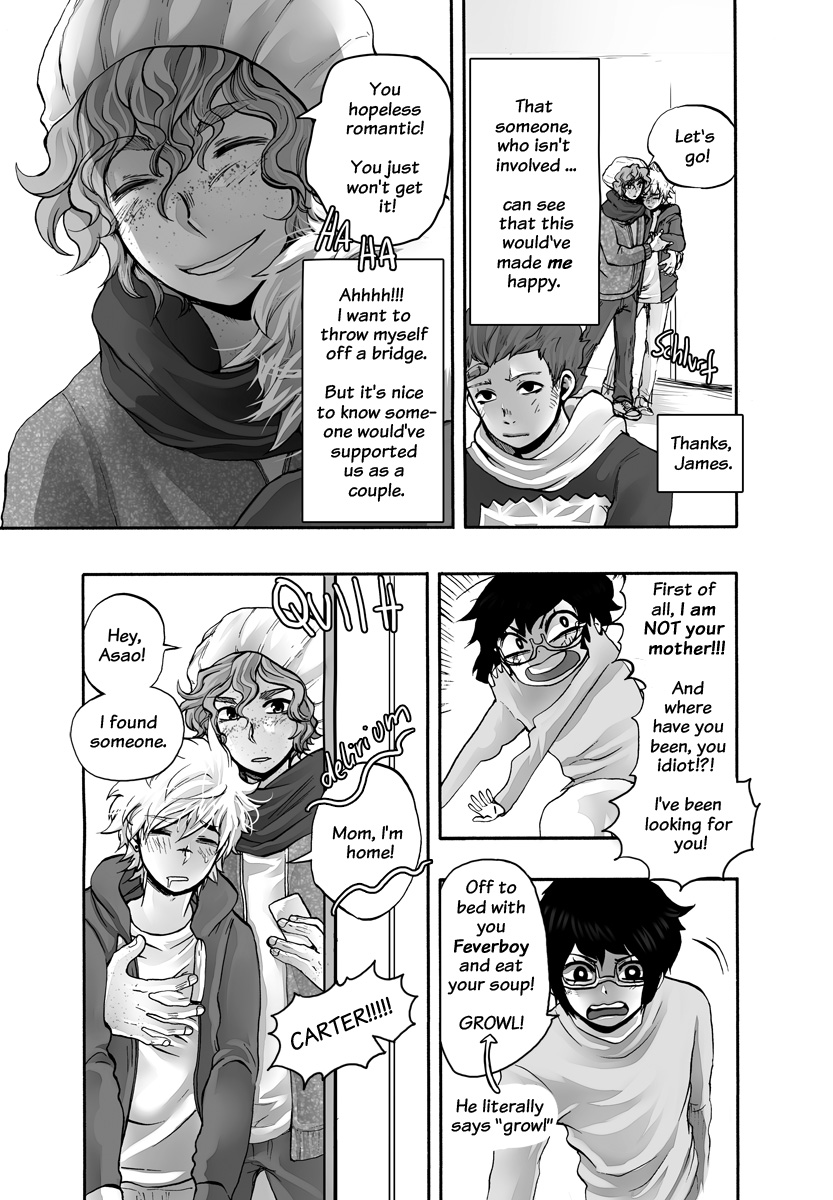 You
hopeless
romantic!
You just
won't get
it!
HA
HA
Ahhhh!!!
I want to
throw myself
off a bridge.
But it's nice
to know some-
one would've
supported
us as a
couple.
That
someone,
who isn't
involved ...
can see
that this
would've
made me
happy.
Let's
go!
Schlurf
Thanks,
James.
Hey,
Asao!
I found
someone.
delirium
Mom, I'm
home!
CARTER!!!!!
First of
all, I am
NOT your
mother!!!
And
where
have you
been, you
idiot!?!
I've been
looking for
you!
Off to
bed with
you
Feverboy
and eat
your soup!
GROWL!
He literally
says "growl"